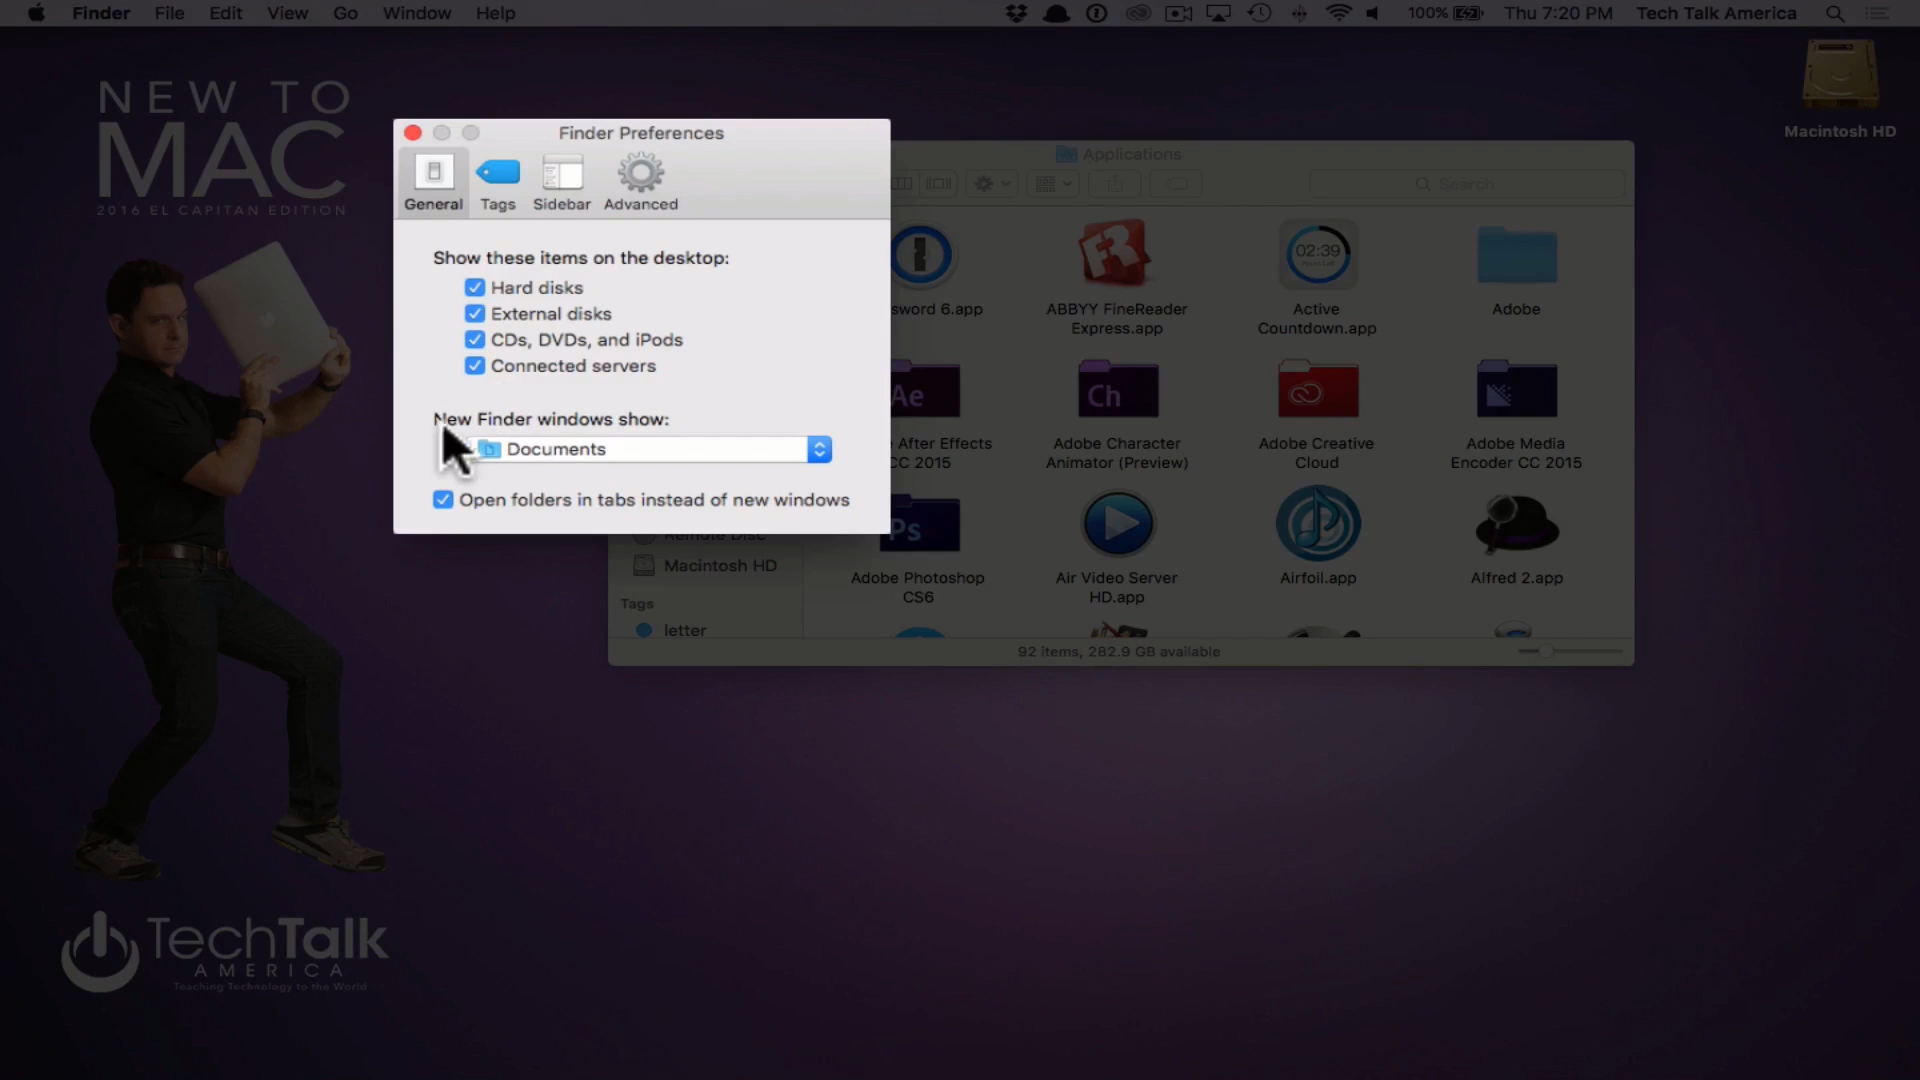 Finder File Edit View Go Window Help 100% Thu 7:20 PM Tech Talk America
NEW TO
MAC
2016 EL CAPITAN EDITION
Macintosh HD
Finder Preferences
General Tags Sidebar Advanced
Show these items on the desktop:
Hard disks
External disks
CDs, DVDs, and iPods
Connected servers
New Finder windows show:
Documents
Open folders in tabs instead of new windows
Applications
Search
02:39
sword 6.app
ABBYY FineReader
Express.app
Active
Countdown.app
Adobe
Ae
Ch
After Effects
CC 2015
Adobe Character
Animator (Preview)
Adobe Creative
Cloud
Adobe Media
Encoder CC 2015
Ps
Remote Disc
Macintosh HD
Adobe Photoshop
CS6
Air Video Server
HD.app
Airfoil.app
Alfred 2.app
Tags
letter
92 items, 282.9 GB available
TechTalk
AMERICA
Teaching Technology to the World